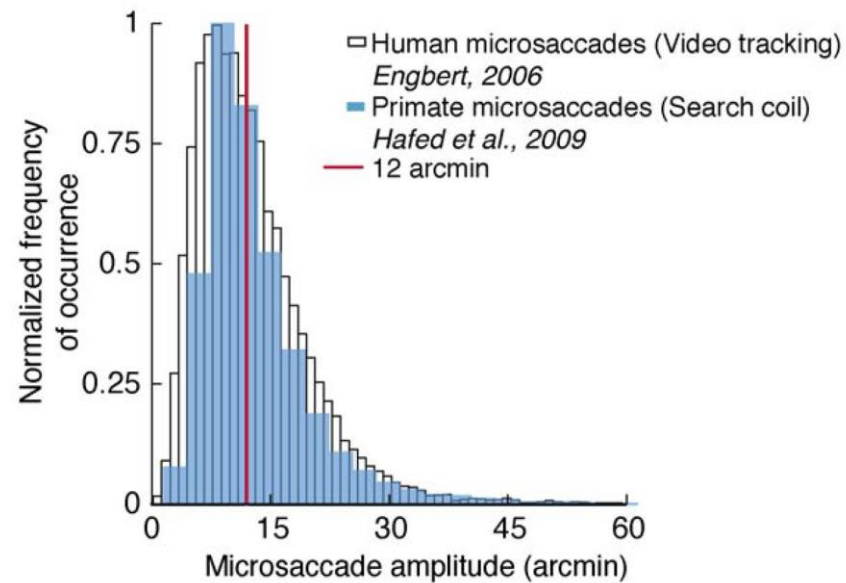 Human microsaccades (Video tracking)
Engbert, 2006
Primate microsaccades (Search coil)
Hafed et al., 2009
12 arcmin
Normalized frequency
of occurrence
1
0.75
0.5
0.25
0
0 15 30 45 60
Microsaccade amplitude (arcmin)